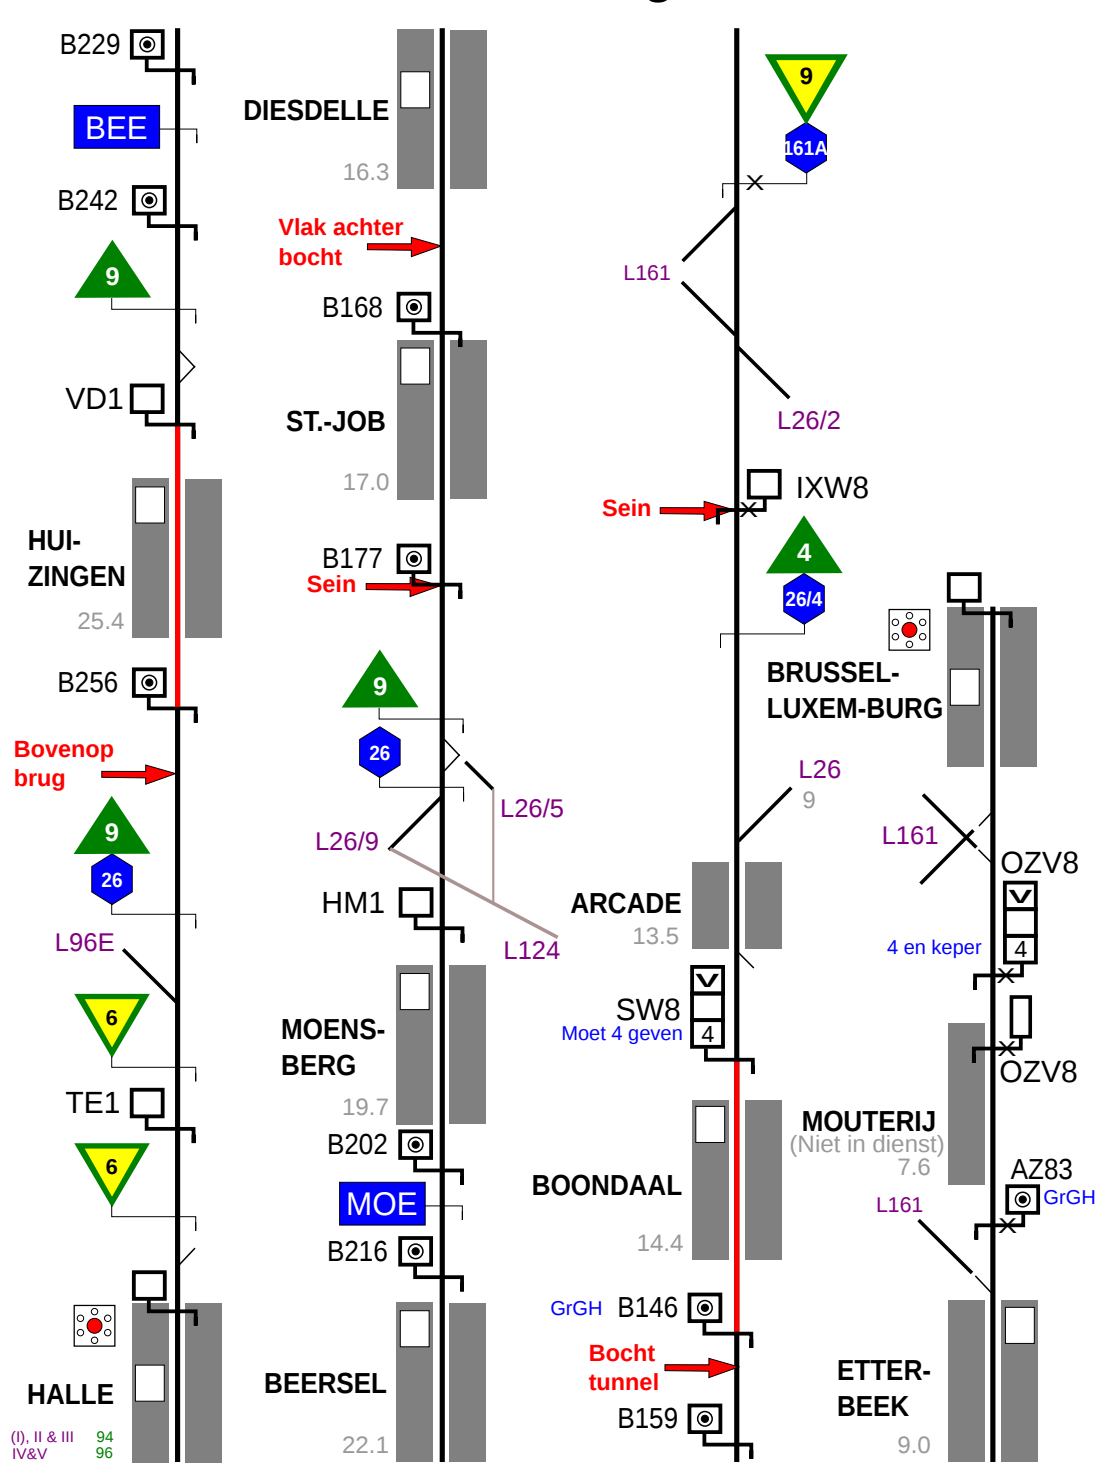 B229
BEE
B242
9
VD1
HUI-
ZINGEN
25.4
B256
Bovenop
brug
9
26
L96E
6
TE1
6
HALLE
(I), II & III 94
IV&V 96
DIESDELLE
16.3
Vlak achter
bocht
B168
ST.-JOB
17.0
B177
Sein
9
26
L26/5
L26/9
HM1
L124
MOENS-
BERG
19.7
B202
MOE
B216
BEERSEL
22.1
9
161A
L161
L26/2
IXW8
Sein
4
26/4
L26
9
ARCADE
13.5
V
SW8
Moet 4 geven 4
BOONDAAL
14.4
GrGH B146
Bocht
tunnel
B159
BRUSSEL-
LUXEM-BURG
L161
OZV8
V
4 en keper 4
OZV8
MOUTERIJ
(Niet in dienst)
7.6
AZ83
GrGH
L161
ETTER-
BEEK
9.0